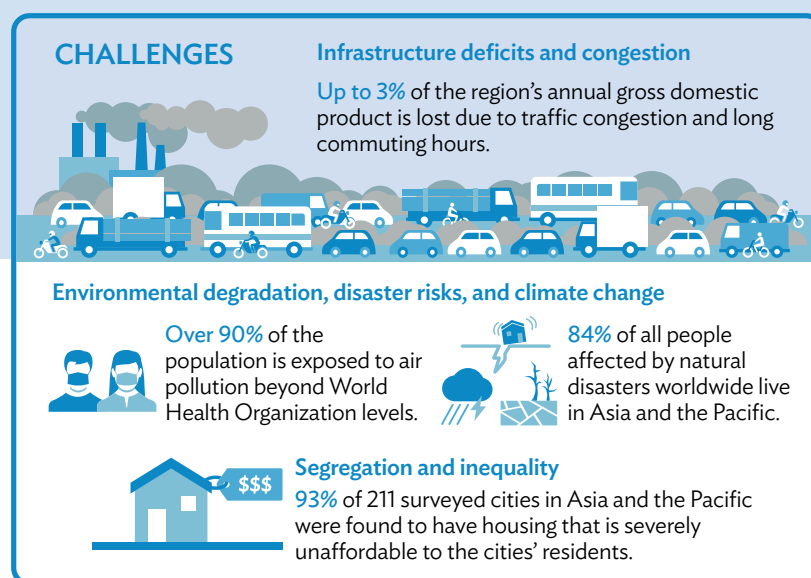 CHALLENGES
Infrastructure deficits and congestion
Up to 3% of the region’s annual gross domestic
product is lost due to traffic congestion and long
commuting hours.
Environmental degradation, disaster risks, and climate change
Over 90% of the
population is exposed to air
pollution beyond World
Health Organization levels.
84% of all people
affected by natural
disasters worldwide live
in Asia and the Pacific.
$$$
Segregation and inequality
93% of 211 surveyed cities in Asia and the Pacific
were found to have housing that is severely
unaffordable to the cities’ residents.